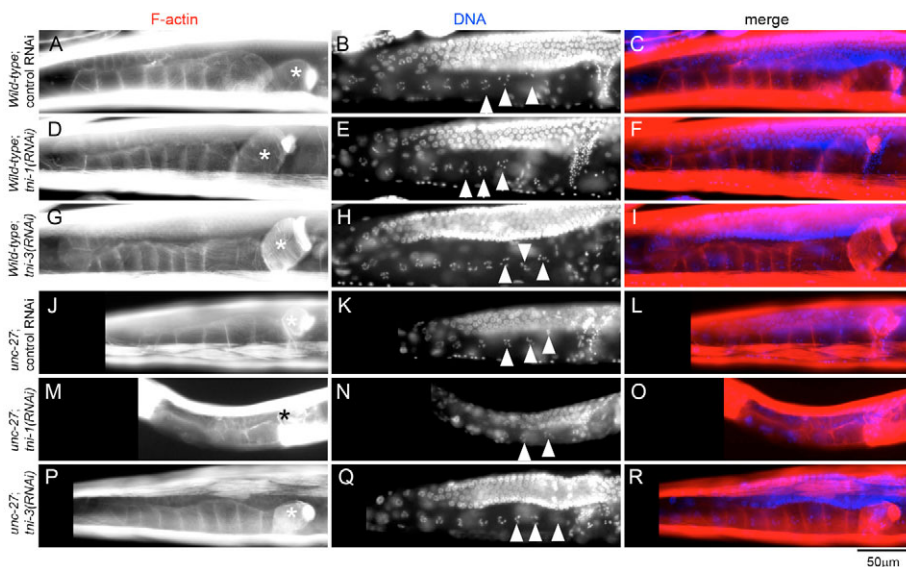 F-actin DNA merge
Wild-type; control RNAi
A * B C
Wild-type; tni-1(RNAi)
D * E F
Wild-type; tni-3(RNAi)
G * H I
unc-27; control RNAi
J * K L
unc-27; tni-1(RNAi)
M * N O
unc-27; tni-3(RNAi)
P * Q R
50μm